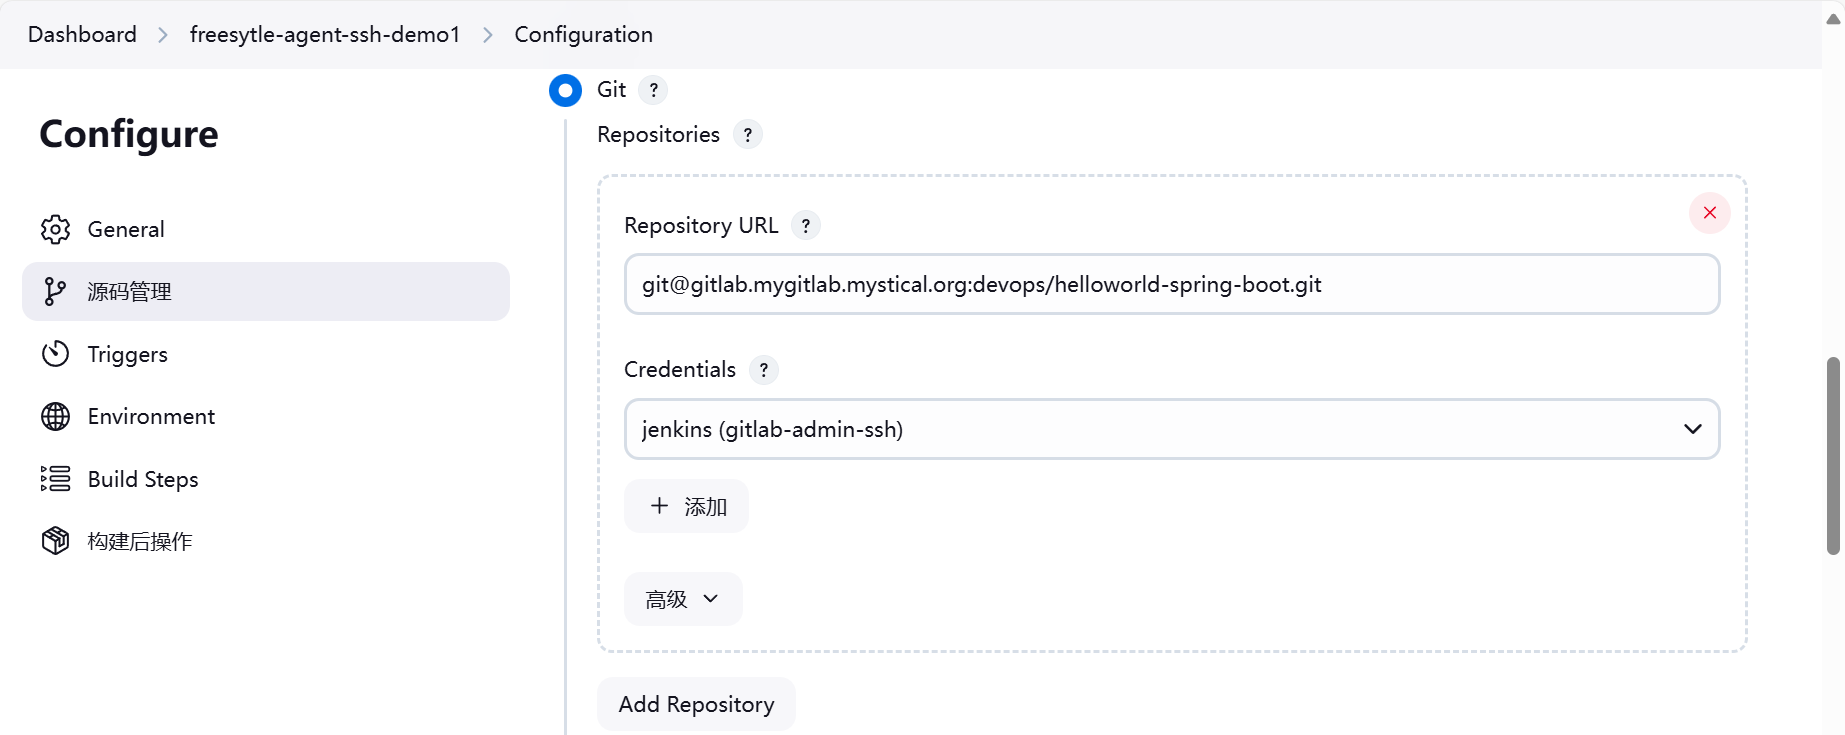 Dashboard > freesytle-agent-ssh-demo1 > Configuration
Configure
General
源码管理
Triggers
Environment
Build Steps
构建后操作
Git ?
Repositories ?
Repository URL ?
git@gitlab.mygitlab.mystical.org:devops/helloworld-spring-boot.git
Credentials ?
jenkins (gitlab-admin-ssh)
+ 添加
高级
Add Repository